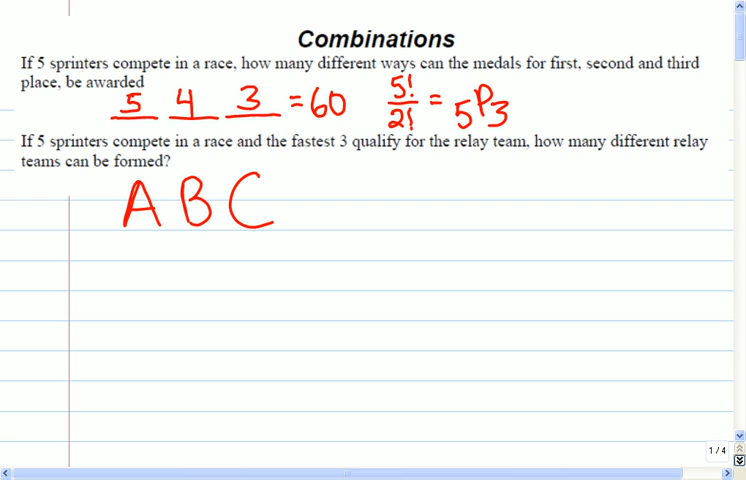 Combinations
If 5 sprinters compete in a race, how many different ways can the medals for first, second and third
place, be awarded
5 4 3 = 60 5!/2! = 5P3
If 5 sprinters compete in a race and the fastest 3 qualify for the relay team, how many different relay
teams can be formed?
A B C
1 / 4